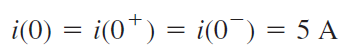 i(0) = i(0⁺) = i(0⁻) = 5 A